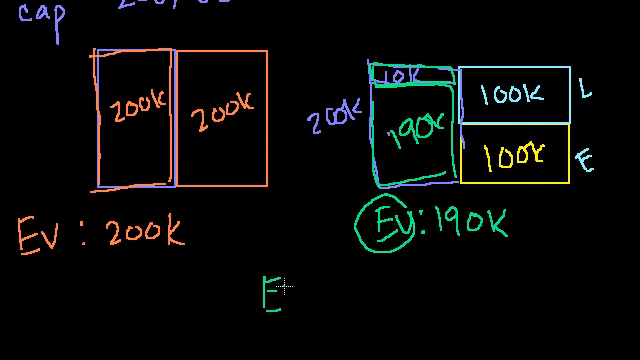 cap
200k 200k
200k 10k 190k 100k L
100k E
Ev : 200k
Ev : 190k
E